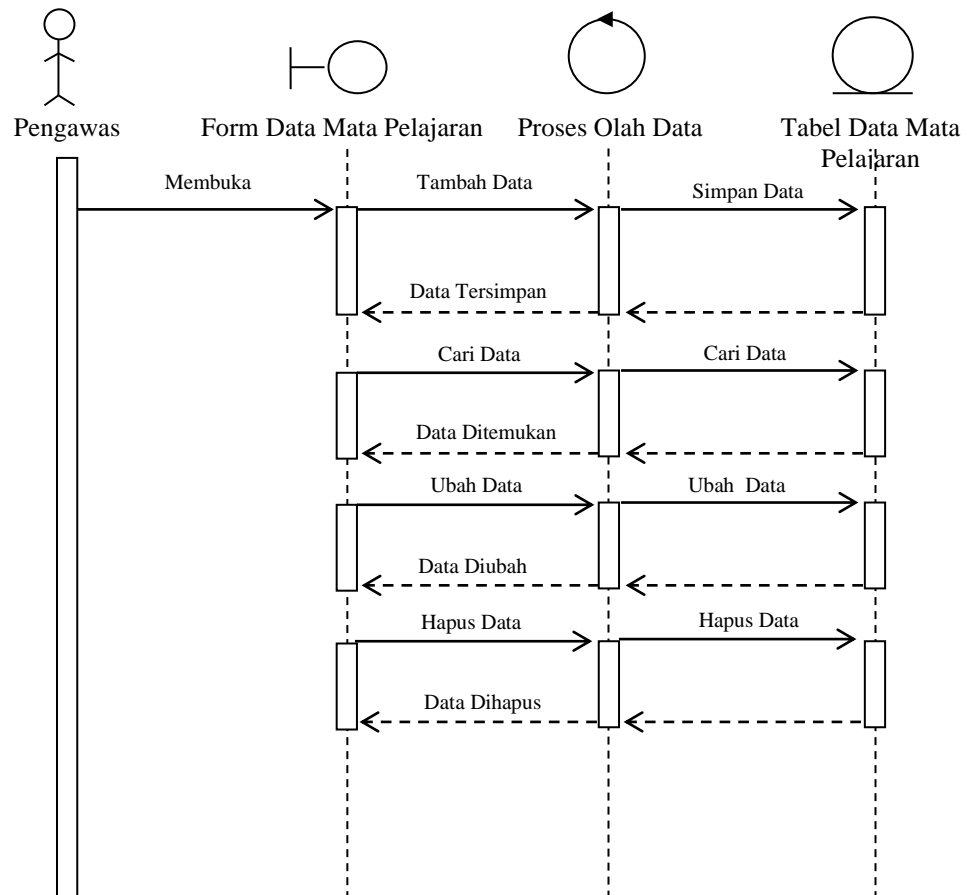 Pengawas
Form Data Mata Pelajaran
Proses Olah Data
Tabel Data Mata
Pelajaran
Membuka
Tambah Data
Simpan Data
Data Tersimpan
Cari Data
Cari Data
Data Ditemukan
Ubah Data
Ubah  Data
Data Diubah
Hapus Data
Hapus Data
Data Dihapus